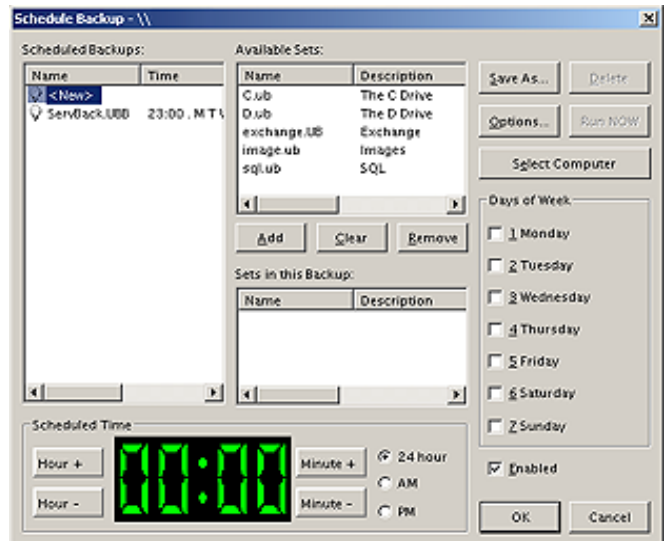 Schedule Backup - \\
Scheduled Backups:
Name Time
<New>
ServBack.UBB 23:00 . M T
Available Sets:
Name Description
C.ub The C Drive
D.ub The D Drive
exchange.UB Exchange
image.ub Images
sql.ub SQL
Add Clear Remove
Sets in this Backup:
Name Description
Save As... Delete
Options... Run NOW
Select Computer
Days of Week
1 Monday
2 Tuesday
3 Wednesday
4 Thursday
5 Friday
6 Saturday
7 Sunday
Enabled
Scheduled Time
Hour + 00:00 Minute + 24 hour
AM
Hour - Minute - PM
OK Cancel